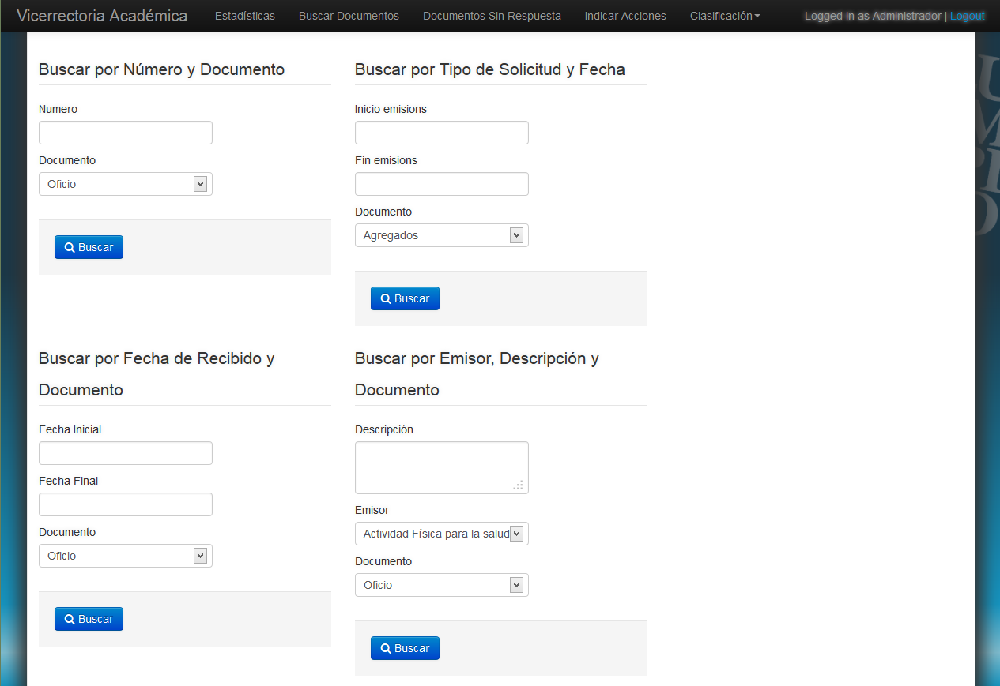 Vicerrectoria Académica Estadísticas Buscar Documentos Documentos Sin Respuesta Indicar Acciones Clasificación Logged in as Administrador | Logout
Buscar por Número y Documento
Numero
Documento
Oficio
Buscar
Buscar por Tipo de Solicitud y Fecha
Inicio emisions
Fin emisions
Documento
Agregados
Buscar
Buscar por Fecha de Recibido y
Documento
Fecha Inicial
Fecha Final
Documento
Oficio
Buscar
Buscar por Emisor, Descripción y
Documento
Descripción
Emisor
Actividad Física para la salud
Documento
Oficio
Buscar